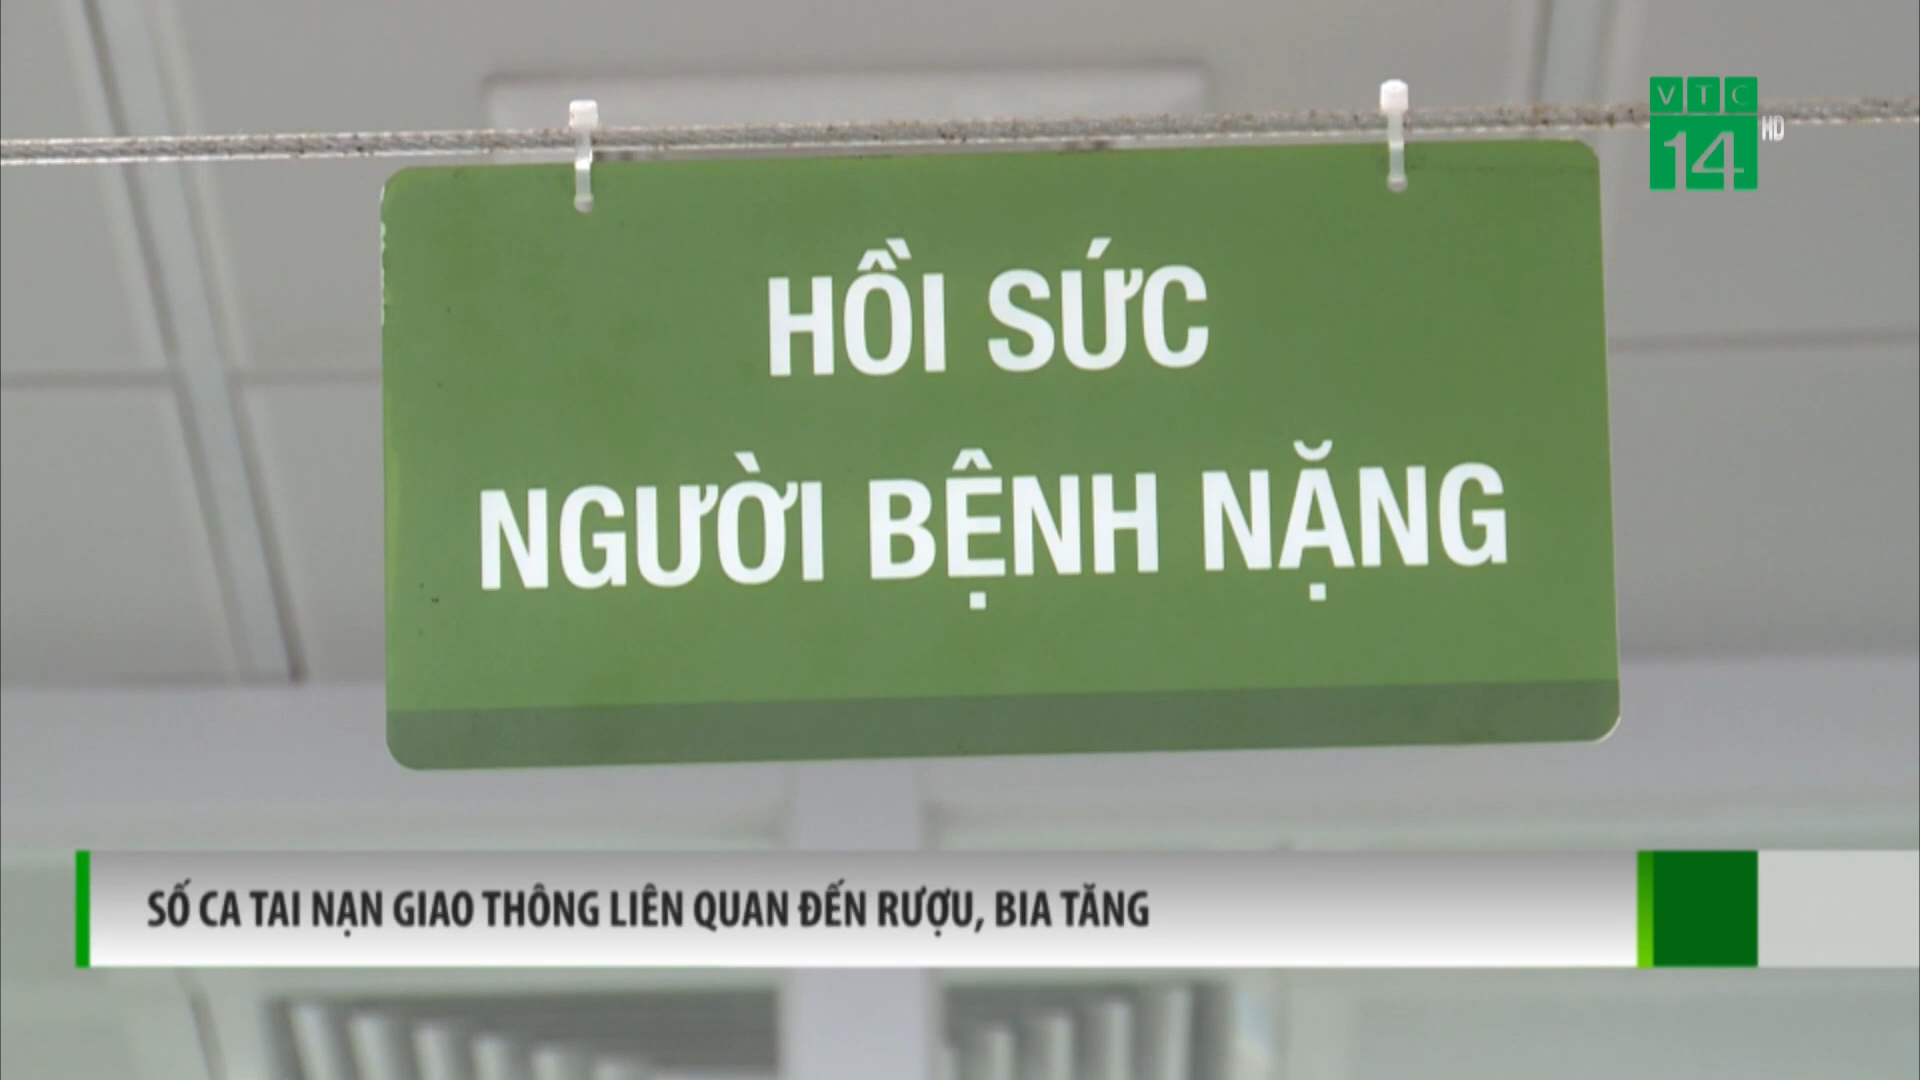 VTC
14
HD
HỒI SỨC
NGƯỜI BỆNH NẶNG
SỐ CA TAI NẠN GIAO THÔNG LIÊN QUAN ĐẾN RƯỢU, BIA TĂNG